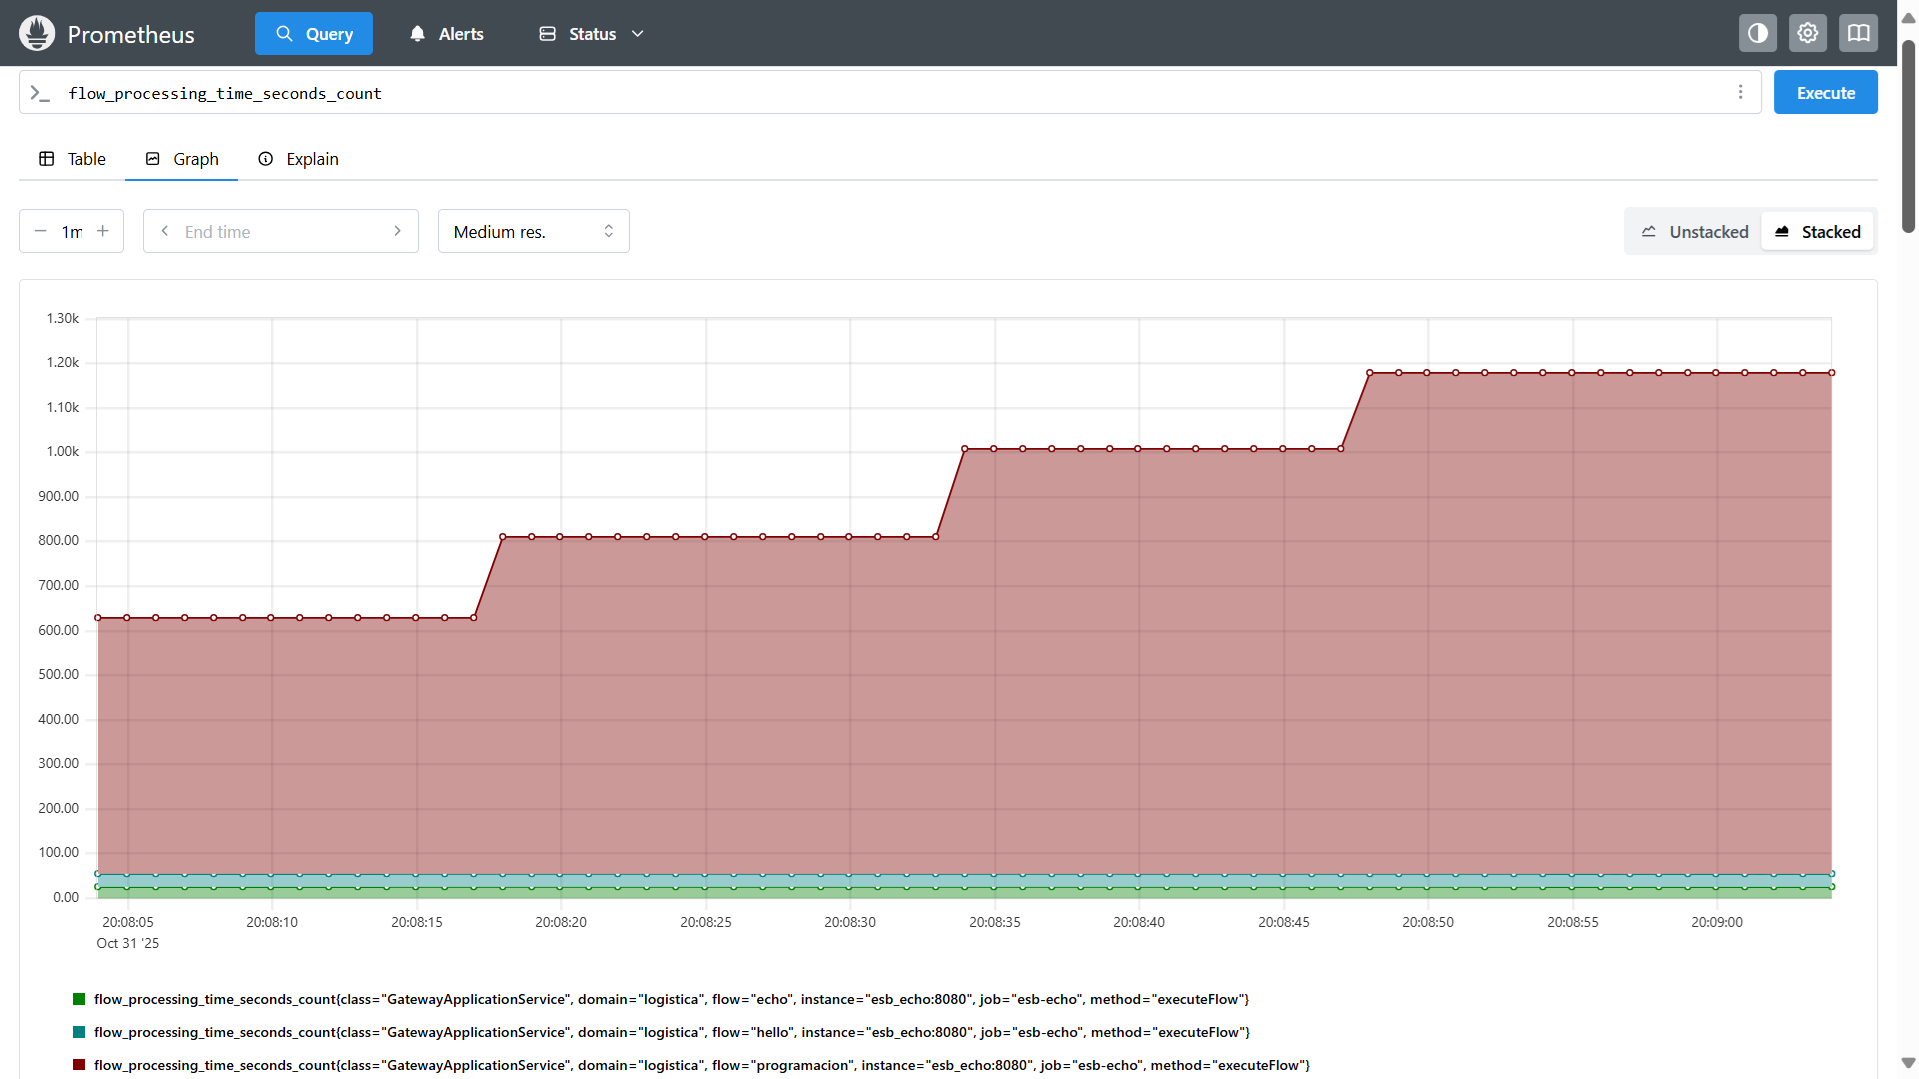 Prometheus
Query
Alerts
Status
flow_processing_time_seconds_count
Execute
Table
Graph
Explain
1m
End time
Medium res.
Unstacked
Stacked
1.30k
1.20k
1.10k
1.00k
900.00
800.00
700.00
600.00
500.00
400.00
300.00
200.00
100.00
0.00
20:08:05 20:08:10 20:08:15 20:08:20 20:08:25 20:08:30 20:08:35 20:08:40 20:08:45 20:08:50 20:08:55 20:09:00
Oct 31 '25
flow_processing_time_seconds_count{class="GatewayApplicationService", domain="logistica", flow="echo", instance="esb_echo:8080", job="esb-echo", method="executeFlow"}
flow_processing_time_seconds_count{class="GatewayApplicationService", domain="logistica", flow="hello", instance="esb_echo:8080", job="esb-echo", method="executeFlow"}
flow_processing_time_seconds_count{class="GatewayApplicationService", domain="logistica", flow="programacion", instance="esb_echo:8080", job="esb-echo", method="executeFlow"}